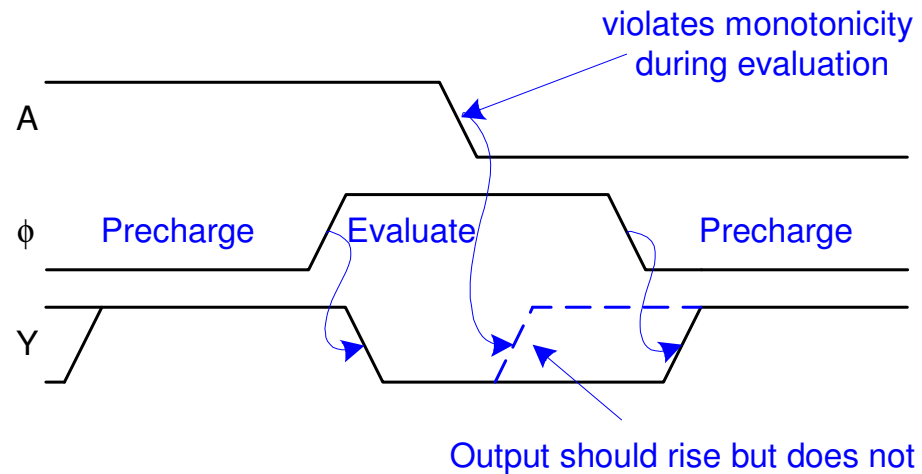 violates monotonicity
during evaluation
A
ϕ
Precharge
Evaluate
Precharge
Y
Output should rise but does not